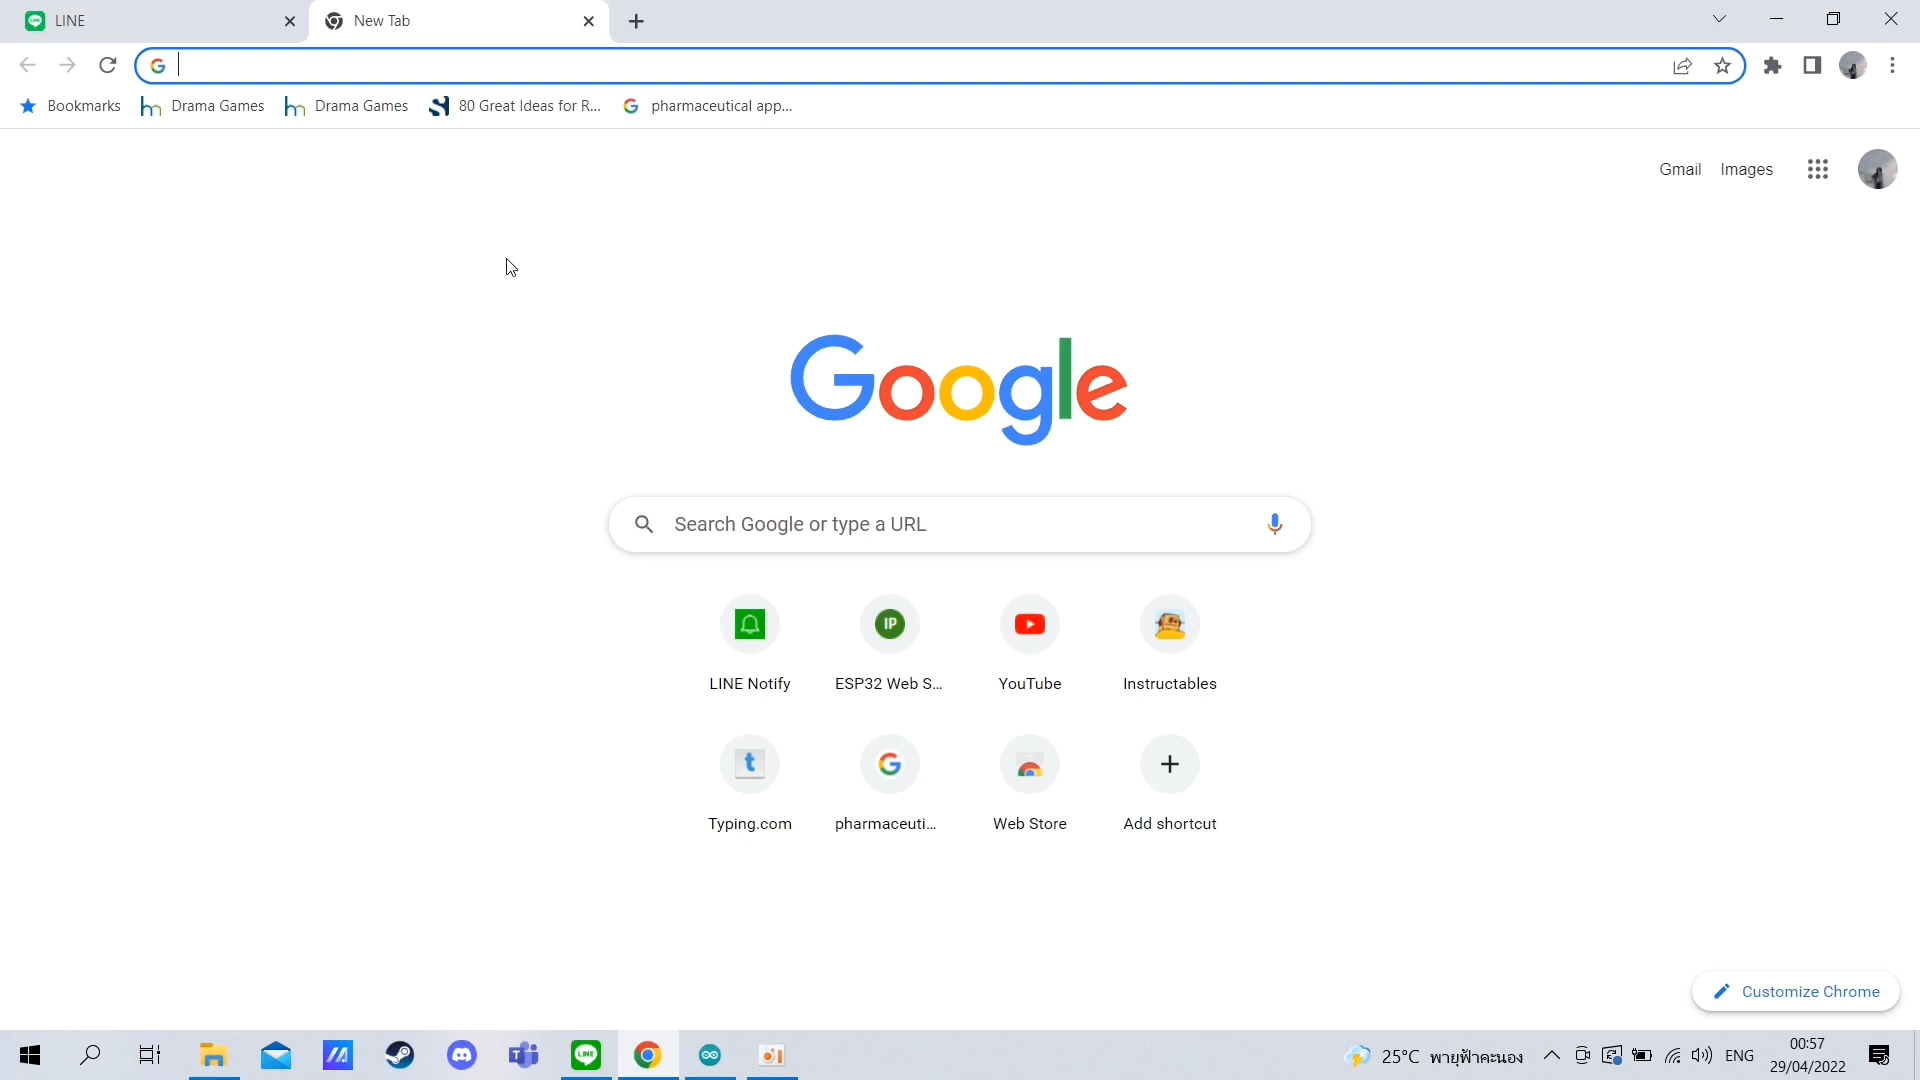 LINE
New Tab
Bookmarks
Drama Games
Drama Games
80 Great Ideas for R...
pharmaceutical app...
Gmail
Images
Google
Search Google or type a URL
LINE Notify
ESP32 Web S...
YouTube
Instructables
Typing.com
pharmaceuti...
Web Store
Add shortcut
Customize Chrome
25°C พายุฟ้าคะนอง
ENG
00:57
29/04/2022